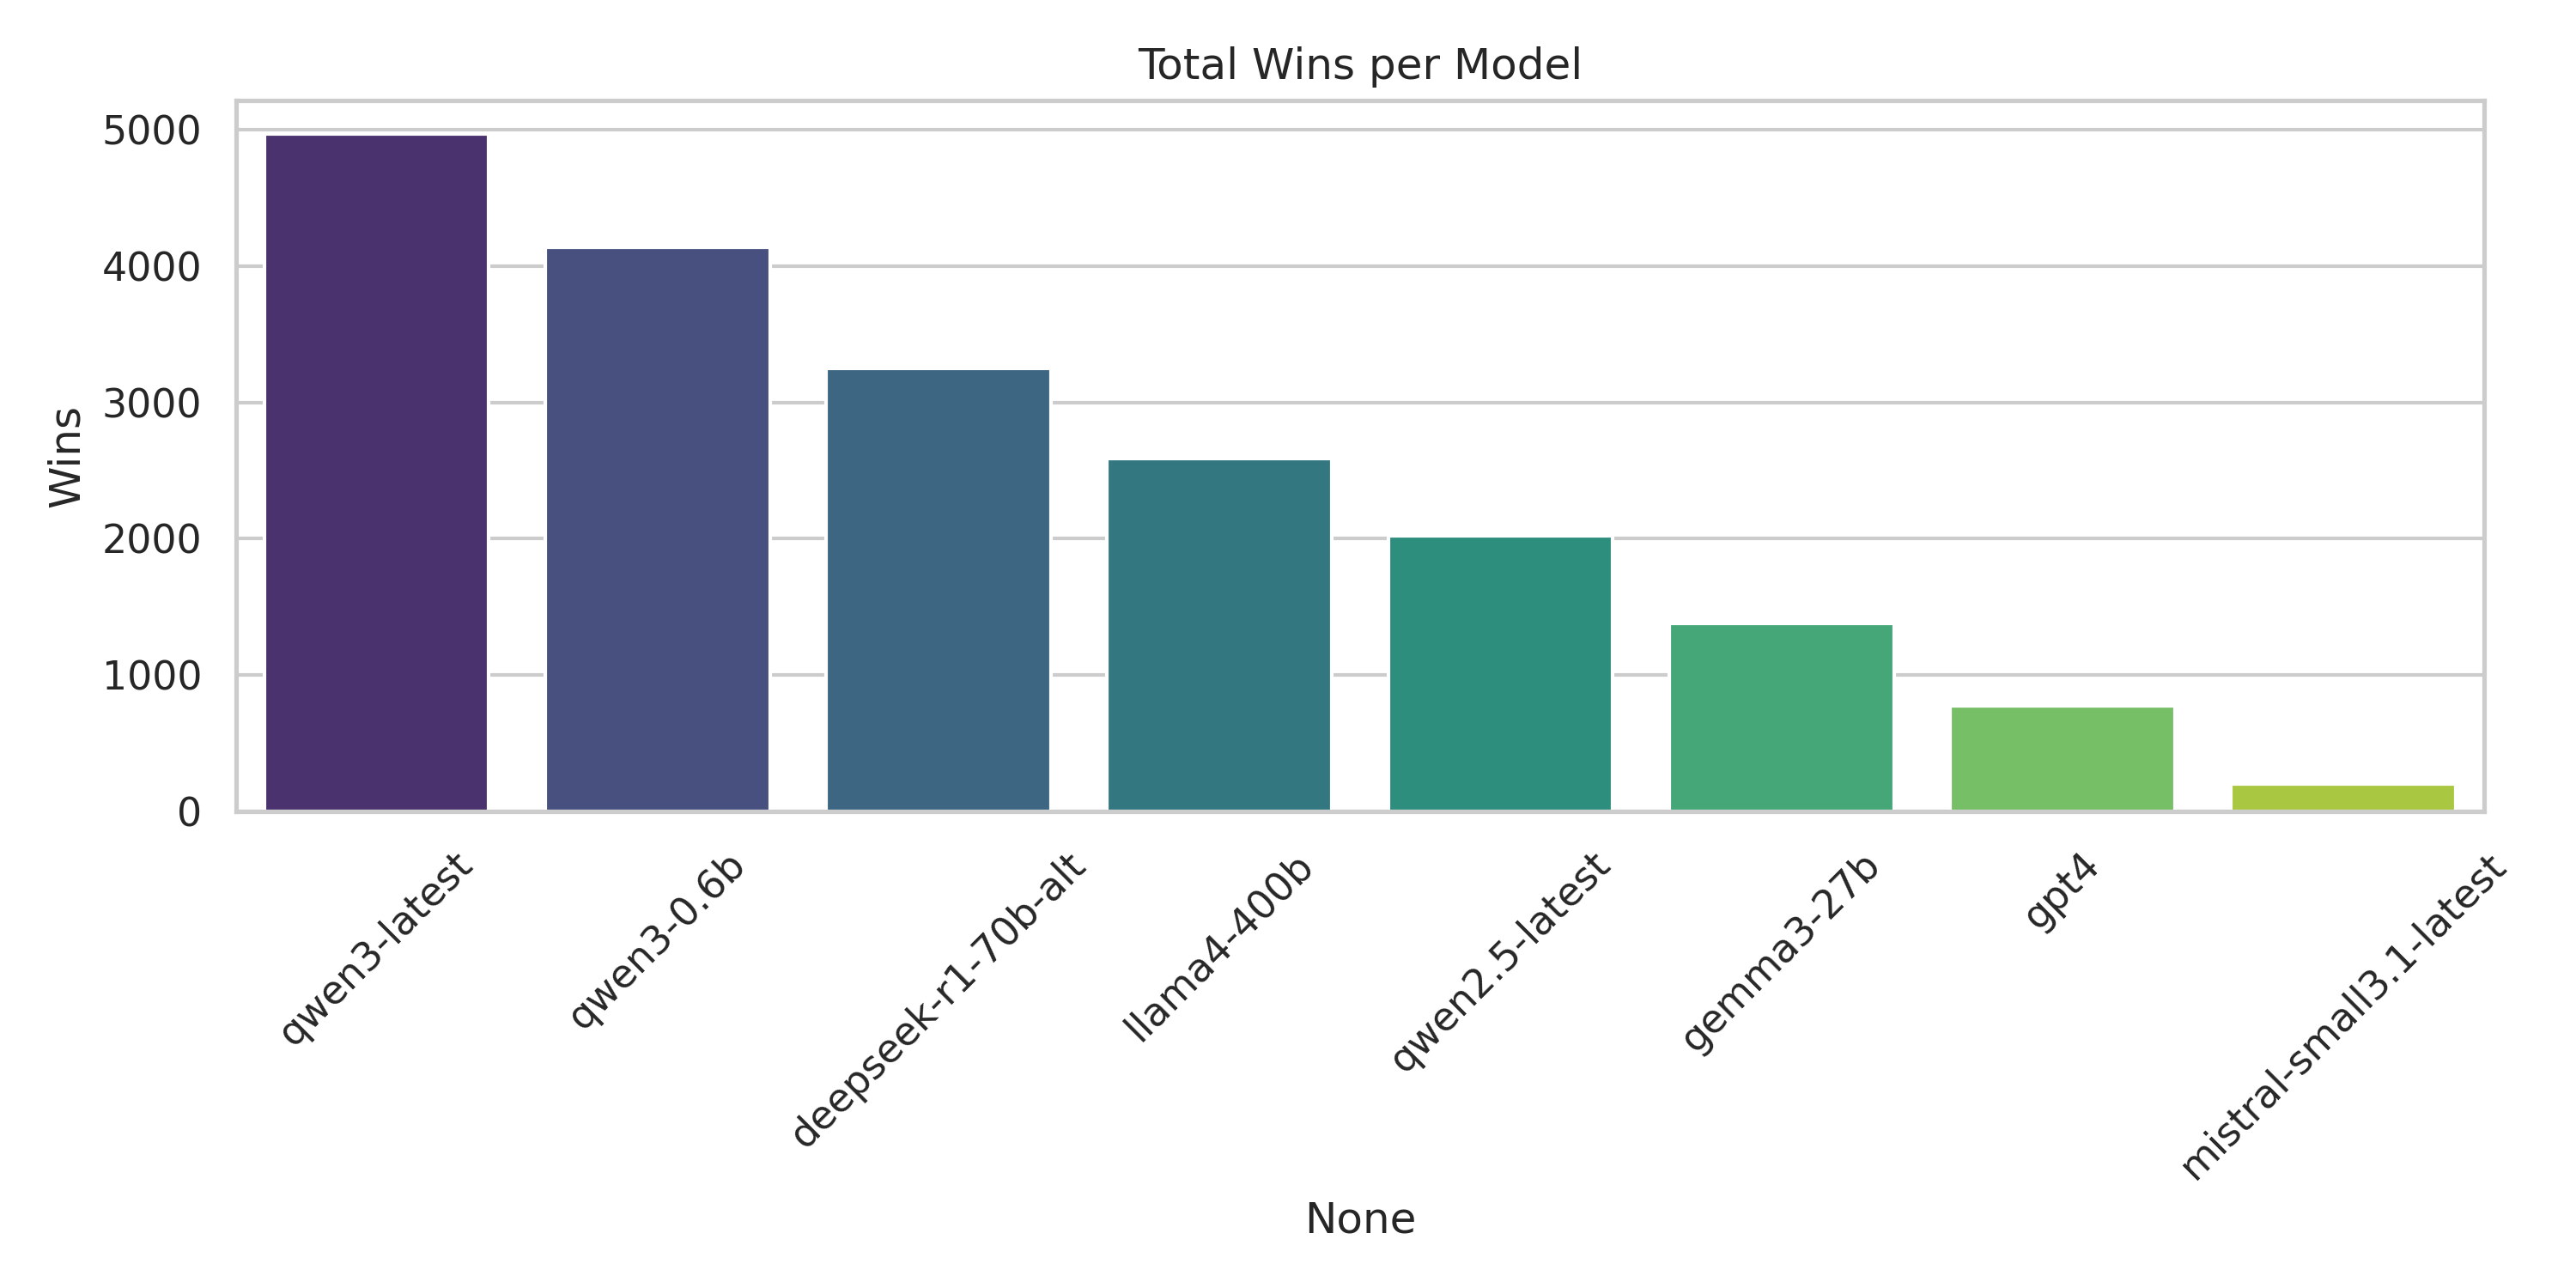 Total Wins per Model
Wins
5000
4000
3000
2000
1000
0
qwen3-latest
qwen3-0.6b
deepseek-r1-70b-alt
llama4-400b
qwen2.5-latest
gemma3-27b
gpt4
mistral-small3.1-latest
None